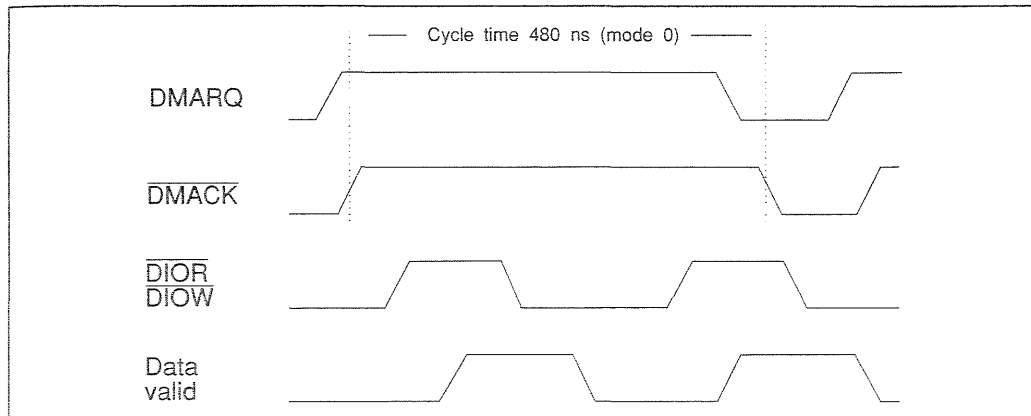 Cycle time 480 ns (mode 0)
DMARQ
DMACK
DIOR
DIOW
Data
valid